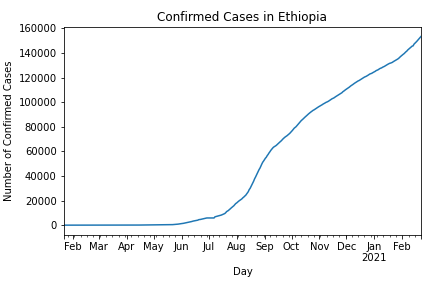 Confirmed Cases in Ethiopia
160000
140000
120000
100000
80000
60000
40000
20000
0
Number of Confirmed Cases
Feb Mar Apr May Jun Jul Aug Sep Oct Nov Dec Jan Feb
2021
Day